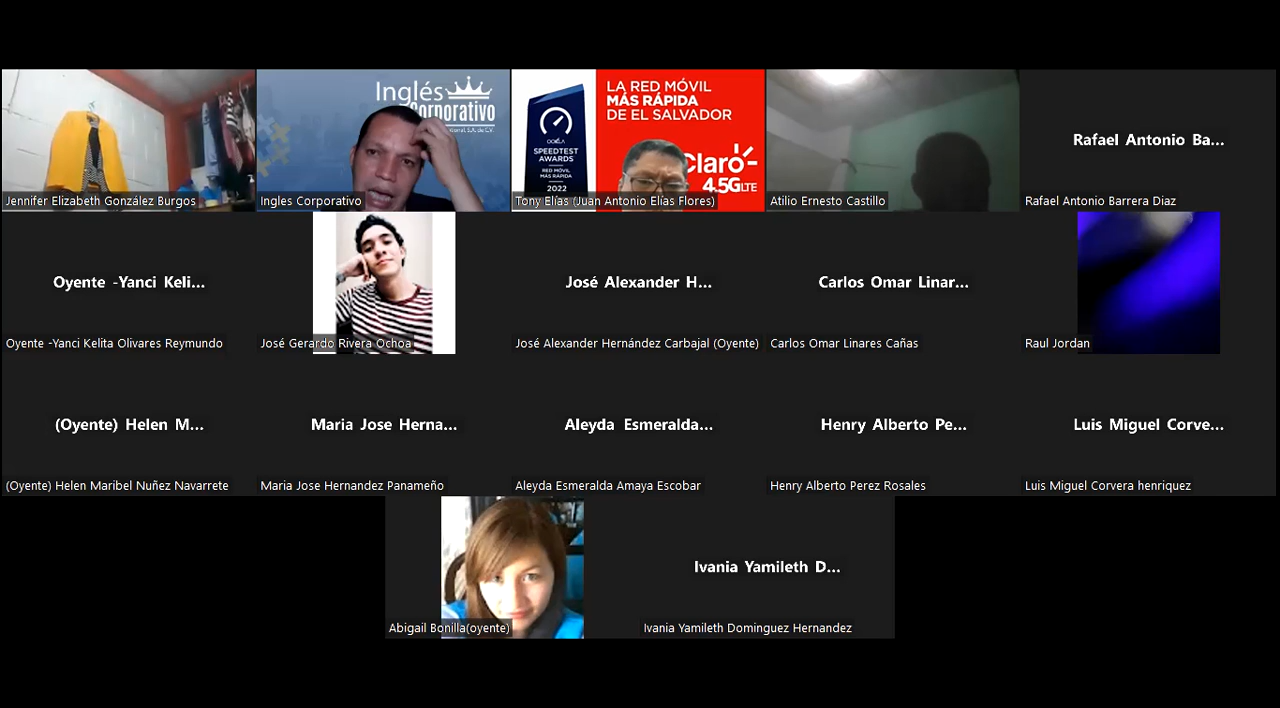 Inglés
Corporativo
LA RED MÓVIL
MÁS RÁPIDA
DE EL SALVADOR
SPEEDTEST
AWARDS
RED MÓVIL
MÁS RÁPIDA
2022
Claro
4.5G LTE
Rafael Antonio Ba...
Jennifer Elizabeth González Burgos
Ingles Corporativo
Tony Elías (Juan Antonio Elías Flores)
Atilio Ernesto Castillo
Rafael Antonio Barrera Diaz
Oyente -Yanci Keli...
José Alexander H...
Carlos Omar Linar...
Oyente -Yanci Kelita Olivares Reymundo
José Gerardo Rivera Ochoa
José Alexander Hernández Carbajal (Oyente)
Carlos Omar Linares Cañas
Raul Jordan
(Oyente) Helen M...
Maria Jose Herna...
Aleyda Esmeralda...
Henry Alberto Pe...
Luis Miguel Corve...
(Oyente) Helen Maribel Nuñez Navarrete
Maria Jose Hernandez Panameño
Aleyda Esmeralda Amaya Escobar
Henry Alberto Perez Rosales
Luis Miguel Corvera henriquez
Ivania Yamileth D...
Abigail Bonilla(oyente)
Ivania Yamileth Dominguez Hernandez